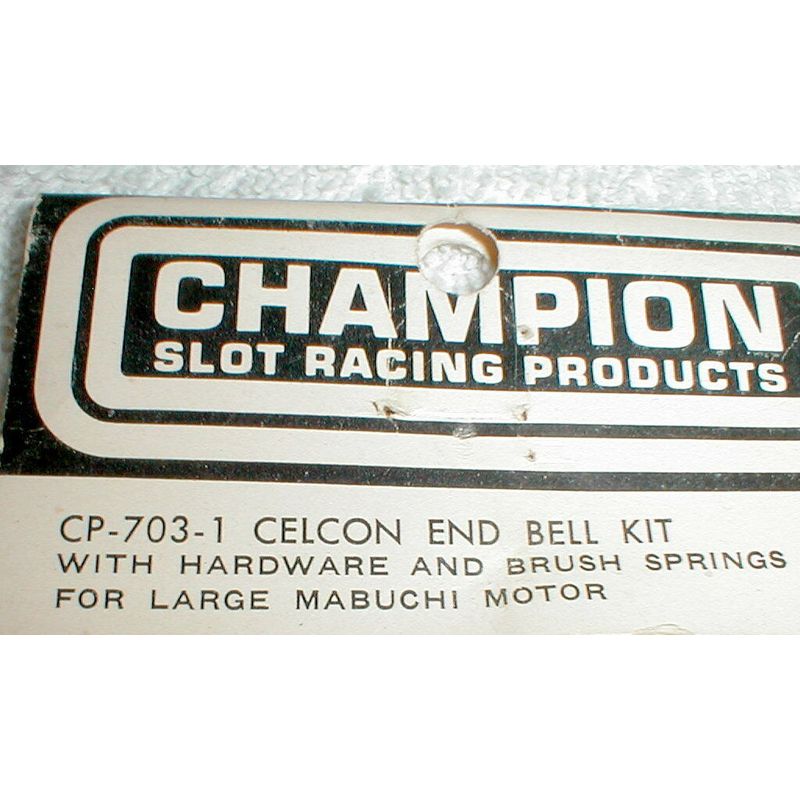 CHAMPION
SLOT RACING PRODUCTS
CP-703-1 CELCON END BELL KIT
WITH HARDWARE AND BRUSH SPRINGS
FOR LARGE MABUCHI MOTOR